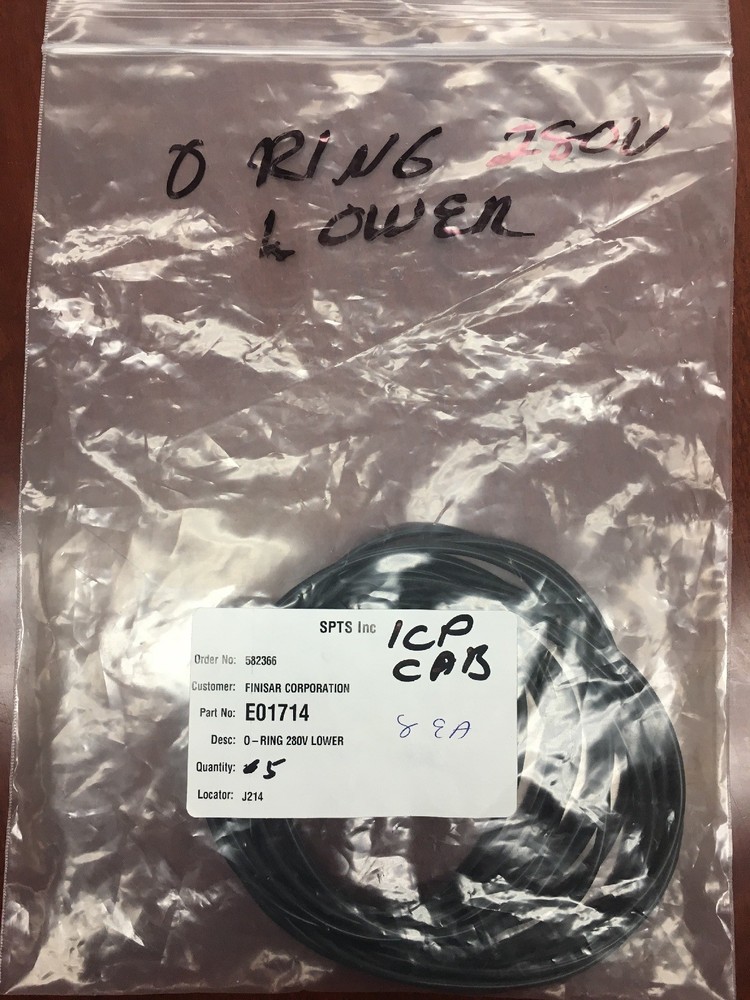 O RING 280V
LOWER
SPTS Inc
ICP
CAB
Order No: 582366
Customer: FINISAR CORPORATION
Part No: E01714
8 EA
Desc: O-RING 280V LOWER
Quantity: 5
Locator: J214